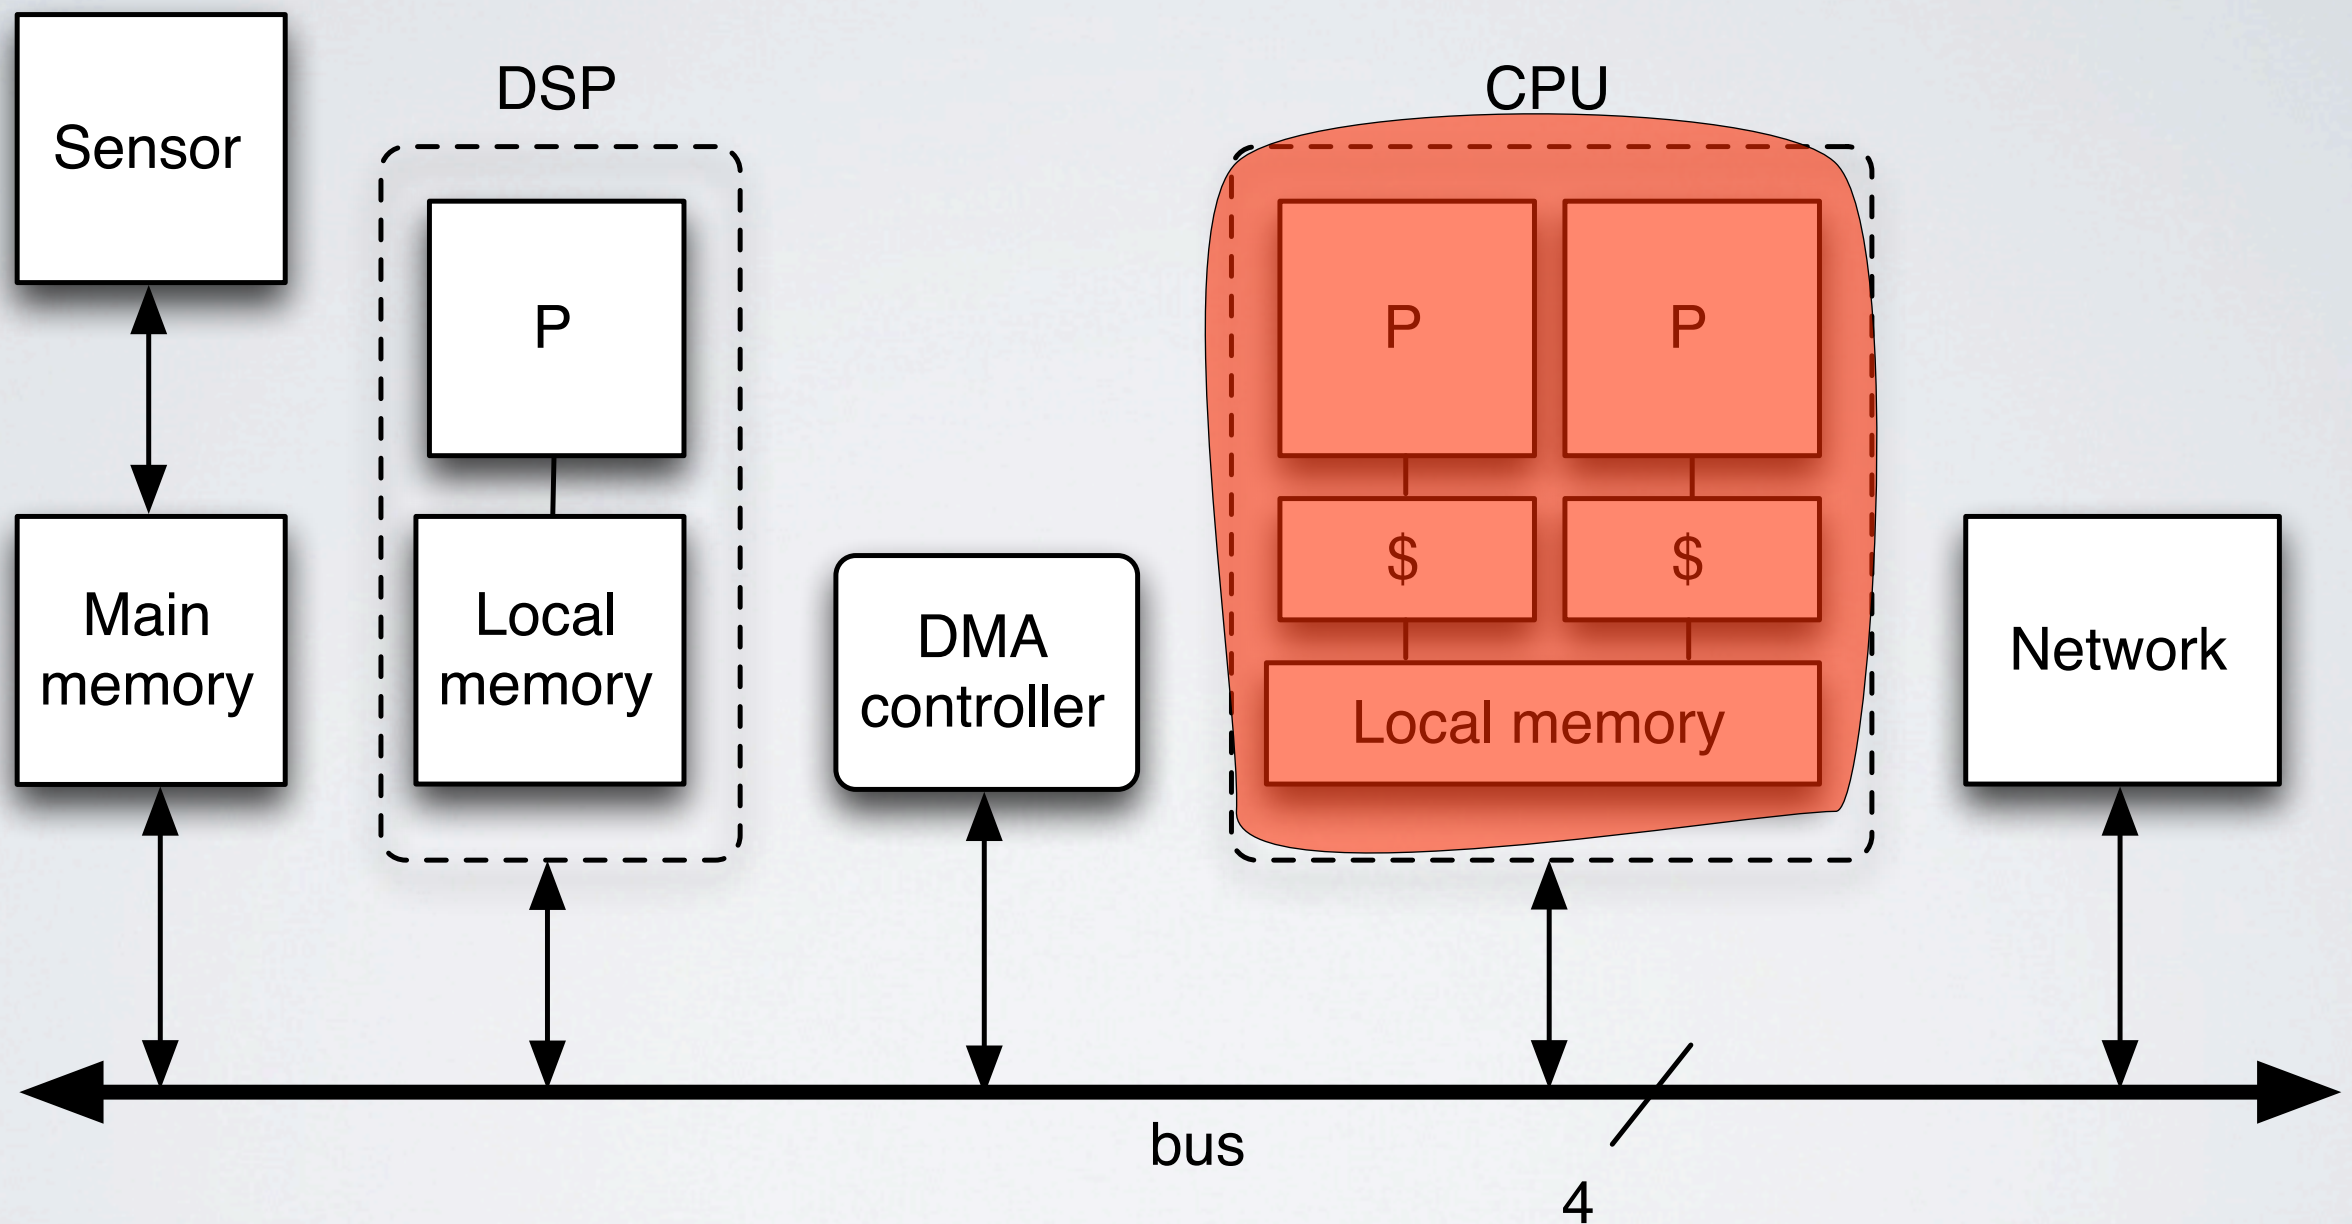 Sensor
DSP
CPU
P
P
P
$
$
Main
memory
Local
memory
DMA
controller
Local memory
Network
bus
4